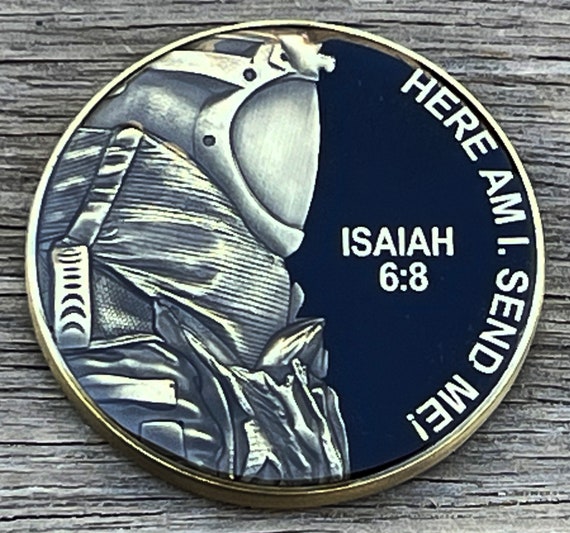 HERE AM I. SEND ME!
ISAIAH
6:8